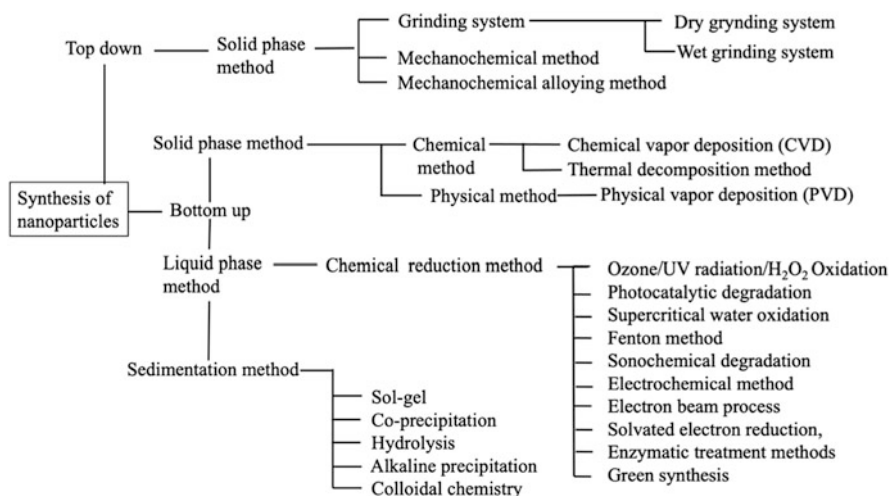 Grinding system
Dry grynding system
Top down
Solid phase
method
Wet grinding system
Mechanochemical method
Mechanochemical alloying method
Solid phase method
Chemical
method
Chemical vapor deposition (CVD)
Thermal decomposition method
Physical method
Physical vapor deposition (PVD)
Synthesis of
nanoparticles
Bottom up
Liquid phase
method
Chemical reduction method
Ozone/UV radiation/H₂O₂ Oxidation
Photocatalytic degradation
Supercritical water oxidation
Fenton method
Sonochemical degradation
Electrochemical method
Electron beam process
Solvated electron reduction,
Enzymatic treatment methods
Green synthesis
Sedimentation method
Sol-gel
Co-precipitation
Hydrolysis
Alkaline precipitation
Colloidal chemistry